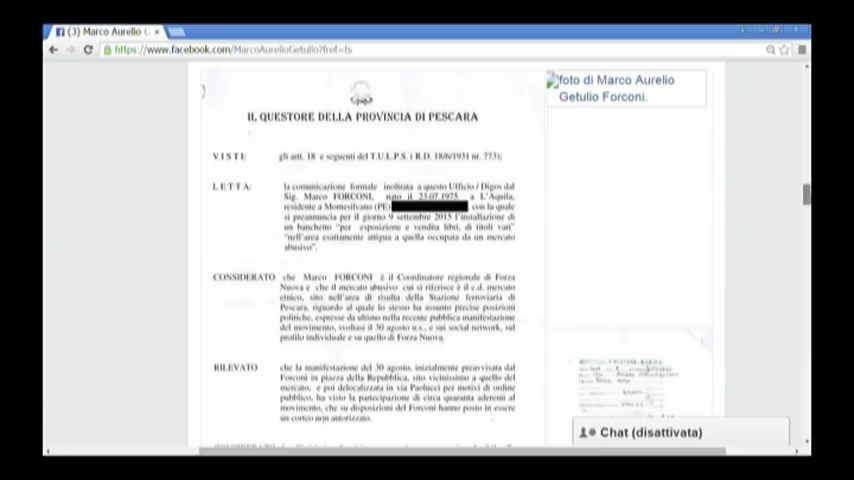 (3) Marco Aurelio G
https://www.facebook.com/MarcoAurelioGetulio?fref=ts
IL QUESTORE DELLA PROVINCIA DI PESCARA
VISTI: gli artt. 18 e seguenti del T.U.L.P.S. ( R.D. 18/6/1931 nr. 773);
LETTA: la comunicazione formale inoltrata a questo Ufficio / Digos dal
Sig. Marco FORCONI, nato il 23.07.1975 a L'Aquila,
residente a Montesilvano (PE) , con la quale
si preannuncia per il giorno 9 settembre 2015 l'installazione di
un banchetto "per esposizione e vendita libri, di titoli vari"
"nell'area esattamente attigua a quella occupata da un mercato
abusivo".
CONSIDERATO che Marco FORCONI è il Coordinatore regionale di Forza
Nuova e che il mercato abusivo cui si riferisce è il c.d. mercato
etnico, sito nell'area di risulta della Stazione ferroviaria di
Pescara, riguardo al quale lo stesso ha assunto precise posizioni
politiche, espresse da ultimo nella recente pubblica manifestazione
del movimento, svoltasi il 30 agosto u.s., e sui social network, sul
profilo individuale e su quello di Forza Nuova.
RILEVATO che la manifestazione del 30 agosto, inizialmente preavvisata dal
Forconi in piazza della Repubblica, sito vicinissimo a quello del
mercato, e poi delocalizzata in via Paolucci per motivi di ordine
pubblico, ha visto la partecipazione di circa quaranta aderenti al
movimento, che su disposizioni del Forconi hanno posto in essere
un corteo non autorizzato.
foto di Marco Aurelio
Getulio Forconi.
Chat (disattivata)